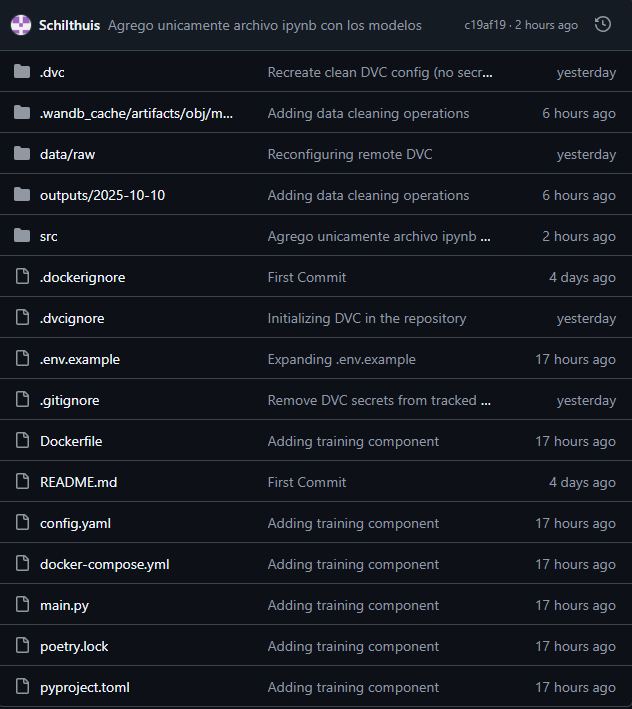 Schilthuis Agrego unicamente archivo ipynb con los modelos c19af19 · 2 hours ago
.dvc Recreate clean DVC config (no secr... yesterday
.wandb_cache/artifacts/obj/m... Adding data cleaning operations 6 hours ago
data/raw Reconfiguring remote DVC yesterday
outputs/2025-10-10 Adding data cleaning operations 6 hours ago
src Agrego unicamente archivo ipynb ... 2 hours ago
.dockerignore First Commit 4 days ago
.dvcignore Initializing DVC in the repository yesterday
.env.example Expanding .env.example 17 hours ago
.gitignore Remove DVC secrets from tracked ... yesterday
Dockerfile Adding training component 17 hours ago
README.md First Commit 4 days ago
config.yaml Adding training component 17 hours ago
docker-compose.yml Adding training component 17 hours ago
main.py Adding training component 17 hours ago
poetry.lock Adding training component 17 hours ago
pyproject.toml Adding training component 17 hours ago